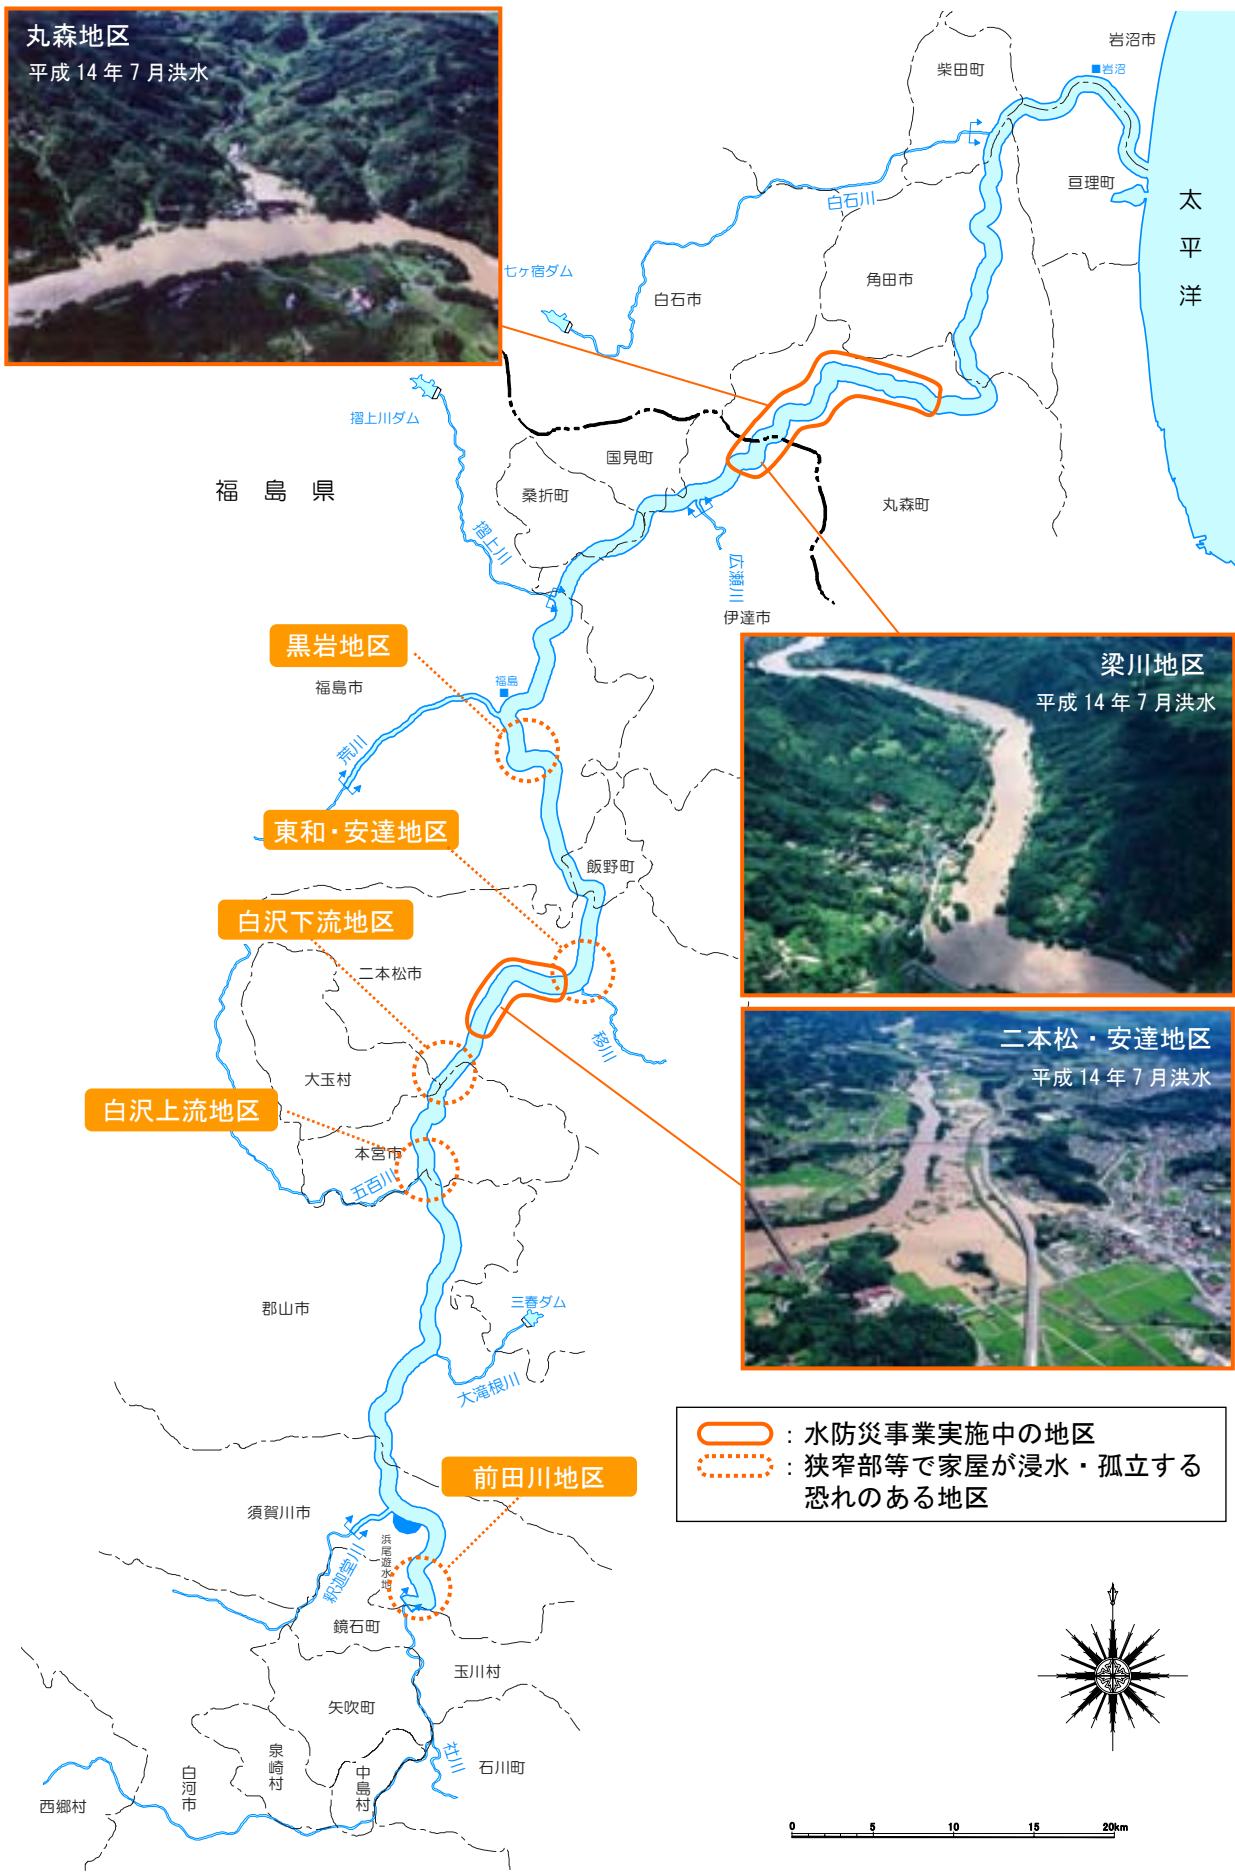 丸森地区
平成14年7月洪水
岩沼市
岩沼
柴田町
亘理町
白石川
太平洋
七ヶ宿ダム
白石市
角田市
摺上川ダム
国見町
桑折町
福島県
丸森町
摺上川
広瀬川
伊達市
黒岩地区
福島市
福島
梁川地区
平成14年7月洪水
荒川
東和・安達地区
飯野町
白沢下流地区
二本松市
移川
二本松・安達地区
平成14年7月洪水
大玉村
白沢上流地区
本宮市
五百川
郡山市
三春ダム
大滝根川
：水防災事業実施中の地区
：狭窄部等で家屋が浸水・孤立する
恐れのある地区
前田川地区
須賀川市
浜尾遊水地
釈迦堂川
鏡石町
玉川村
矢吹町
社川
石川町
泉崎村
中島村
白河市
西郷村
0 5 10 15 20km